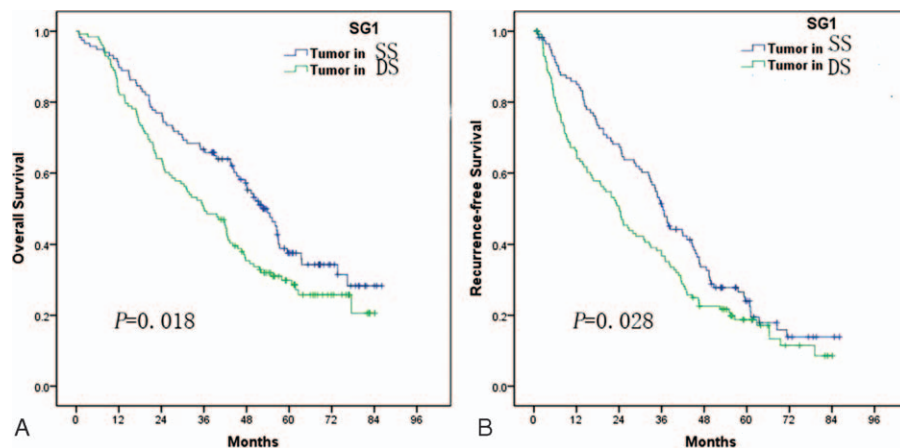 SG1
Tumor in SS
Tumor in DS
Overall Survival
1.0
0.8
0.6
0.4
0.2
0.0
P=0.018
0 12 24 36 48 60 72 84 96
Months
A
SG1
Tumor in SS
Tumor in DS
Recurrence-free Survival
1.0
0.8
0.6
0.4
0.2
0.0
P=0.028
0 12 24 36 48 60 72 84 96
Months
B